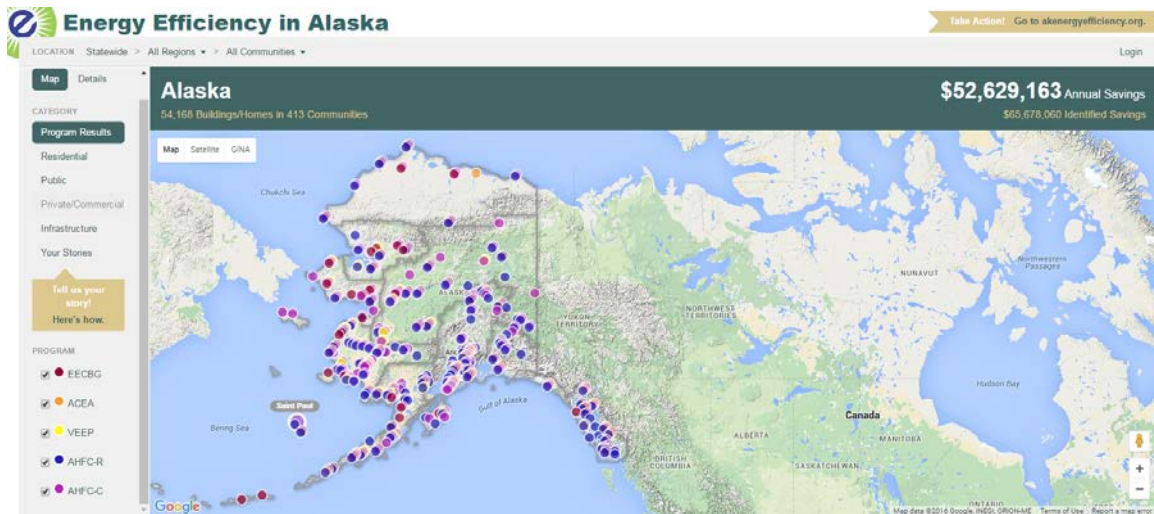 Energy Efficiency in Alaska
Take Action! Go to akenergyefficiency.org.
LOCATION Statewide > All Regions > All Communities
Login
Map Details
CATEGORY
Program Results
Residential
Public
Private/Commercial
Infrastructure
Your Stories
Tell us your
story!
Here's how.
PROGRAM
EECBG
ACEA
VEEP
AHFC-R
AHFC-C
Alaska
54,168 Buildings/Homes in 413 Communities
$52,629,163 Annual Savings
$65,678,060 Identified Savings
Map Satellite GINA
Chukchi Sea
Northwestern
Passages
NUNAVUT
ALASKA
NORTHWEST
TERRITORIES
YUKON
TERRITORY
Hudson Bay
Saint Paul
Gulf of Alaska
Bering Sea
Canada
ALBERTA
MANITOBA
BRITISH
COLUMBIA
SASKATCHEWAN
ONTARIO
Google
Map data ©2016 Google, INEGI, ORION-ME Terms of Use Report a map error